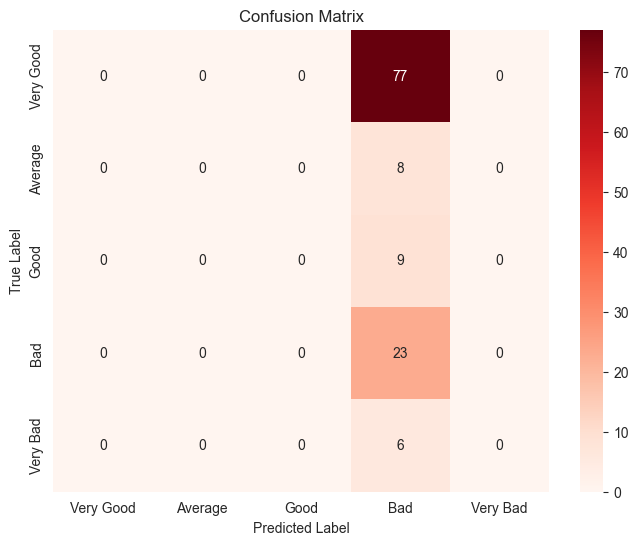 Confusion Matrix
Very Good 0 0 0 77 0
Average 0 0 0 8 0
Good 0 0 0 9 0
Bad 0 0 0 23 0
Very Bad 0 0 0 6 0
True Label
Very Good Average Good Bad Very Bad
Predicted Label
70
60
50
40
30
20
10
0